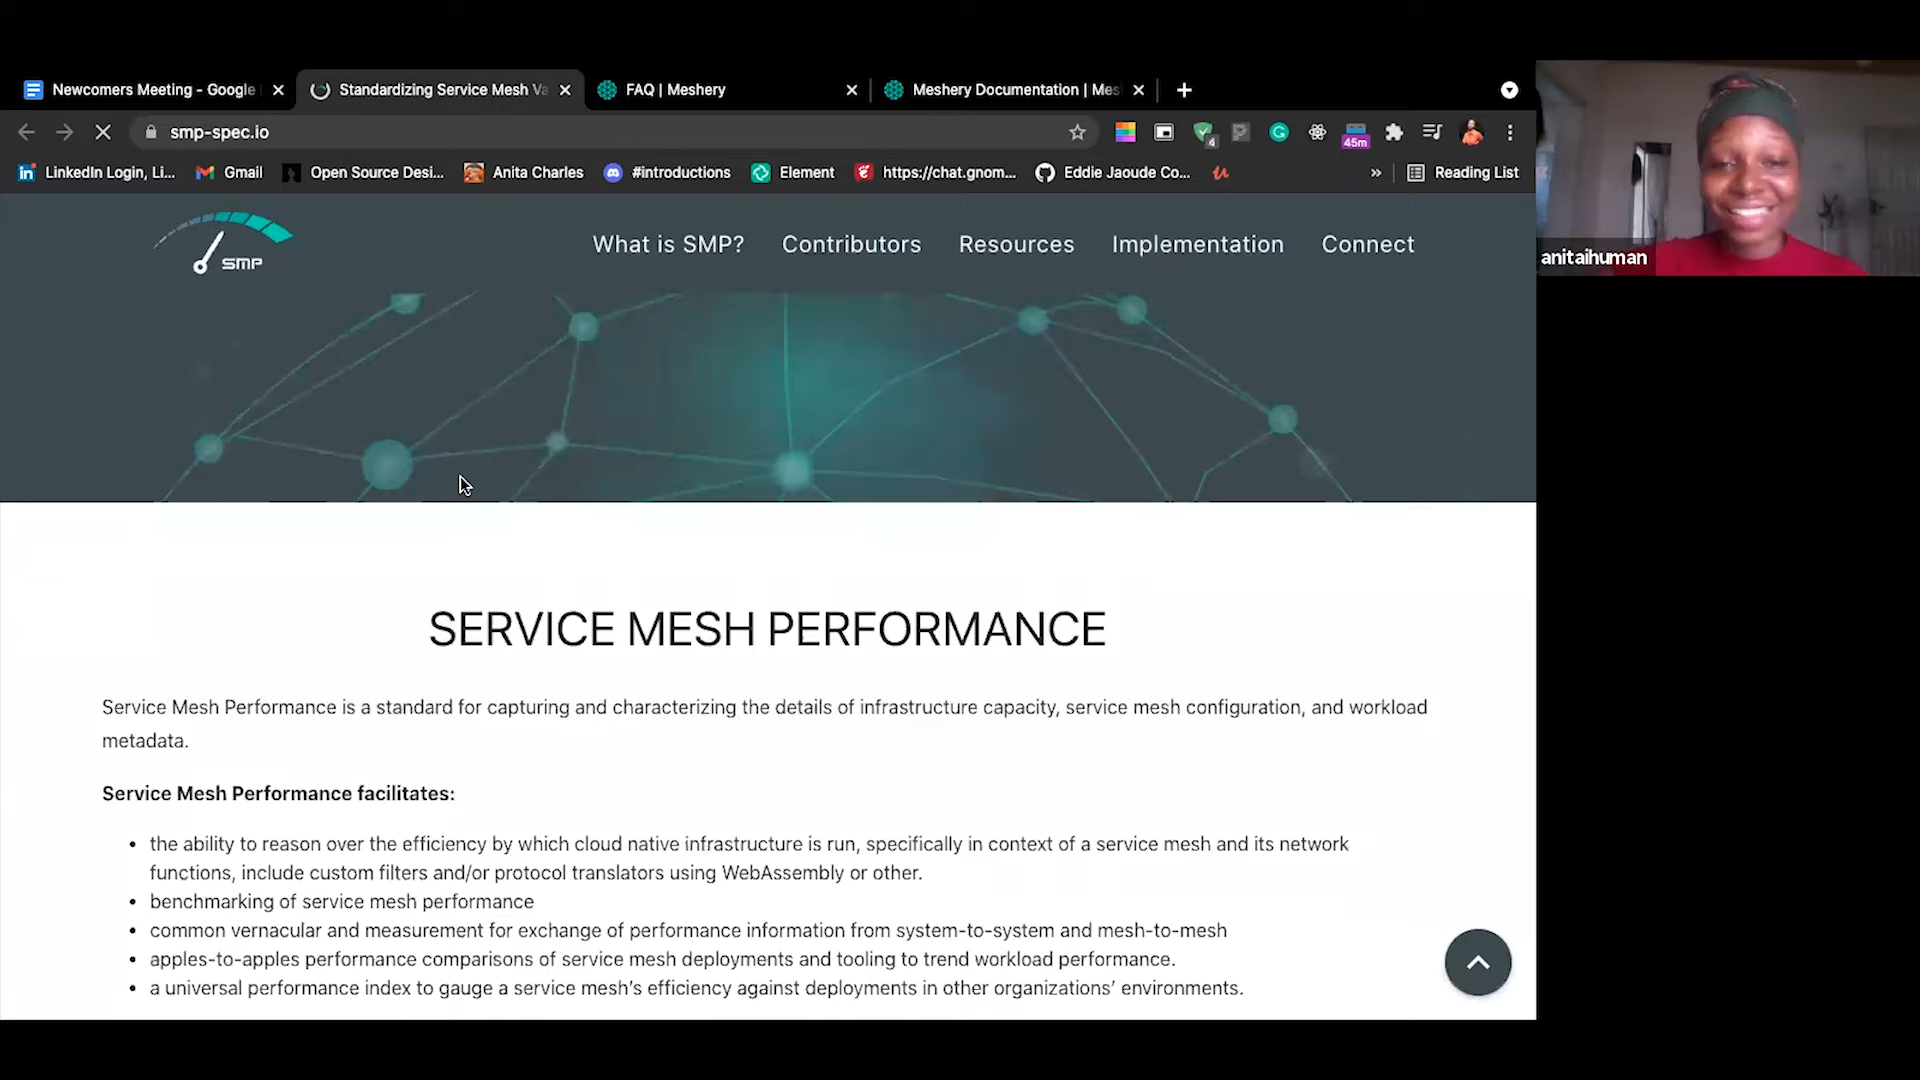 Newcomers Meeting - Google
Standardizing Service Mesh Va
FAQ | Meshery
Meshery Documentation | Mes
smp-spec.io
4
45m
LinkedIn Login, Li...
Gmail
Open Source Desi...
Anita Charles
#introductions
Element
https://chat.gnom...
Eddie Jaoude Co...
»
Reading List
SMP
What is SMP?
Contributors
Resources
Implementation
Connect
anitaihuman
SERVICE MESH PERFORMANCE
Service Mesh Performance is a standard for capturing and characterizing the details of infrastructure capacity, service mesh configuration, and workload
metadata.
Service Mesh Performance facilitates:
• the ability to reason over the efficiency by which cloud native infrastructure is run, specifically in context of a service mesh and its network
functions, include custom filters and/or protocol translators using WebAssembly or other.
• benchmarking of service mesh performance
• common vernacular and measurement for exchange of performance information from system-to-system and mesh-to-mesh
• apples-to-apples performance comparisons of service mesh deployments and tooling to trend workload performance.
• a universal performance index to gauge a service mesh’s efficiency against deployments in other organizations’ environments.